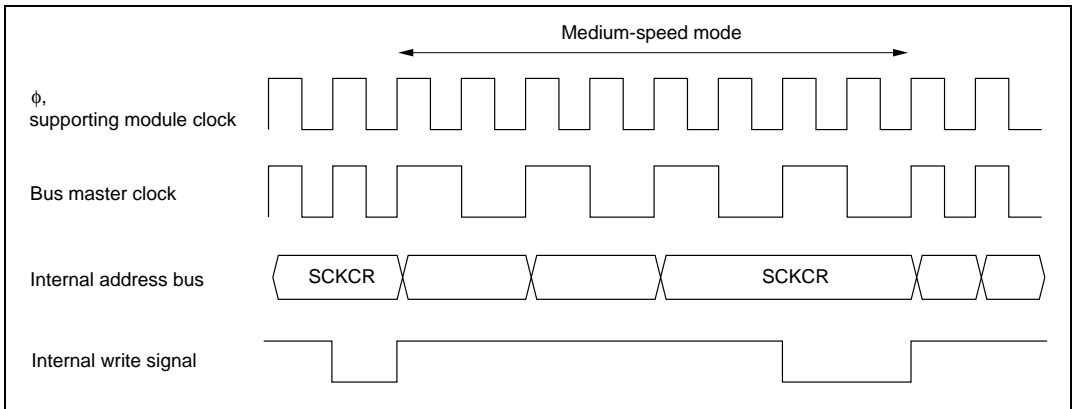 Medium-speed mode
ϕ,
supporting module clock
Bus master clock
Internal address bus
SCKCR
SCKCR
Internal write signal